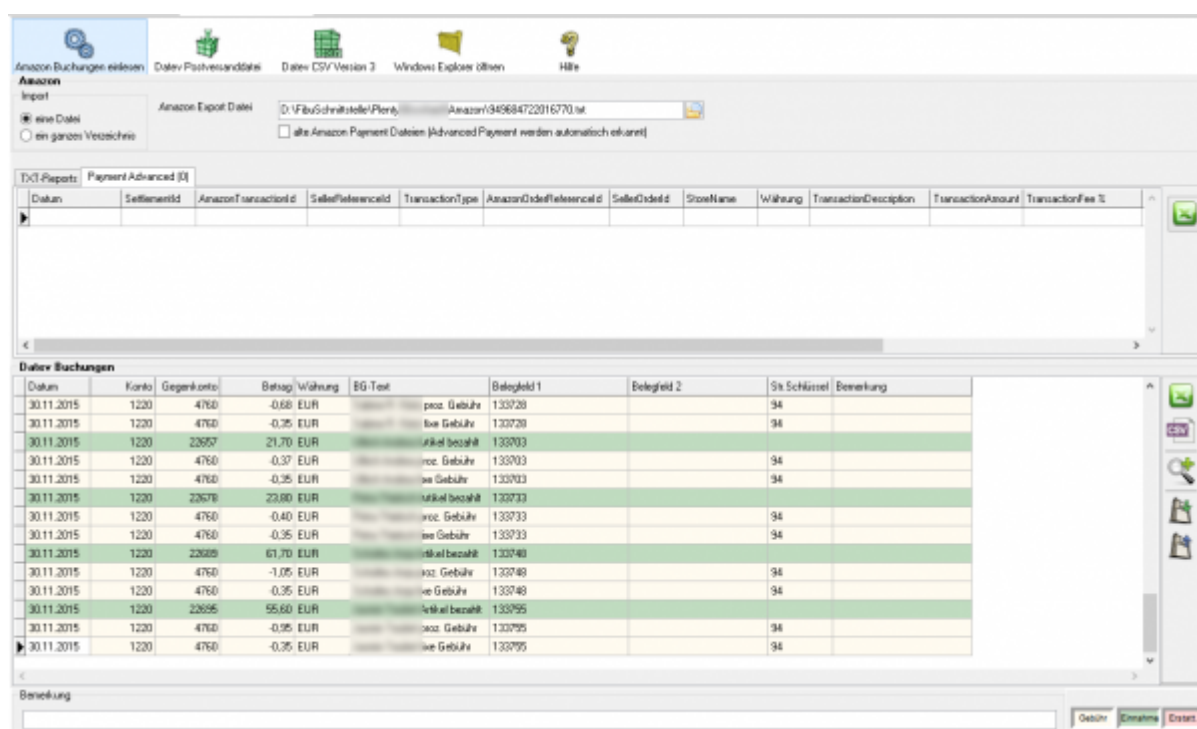 Amazon Buchungen einlesen Datev Postversanddatei Datev CSV Version 3 Windows Explorer öffnen Hilfe
Amazon
Import
eine Datei
ein ganzes Verzeichnis
Amazon Export Datei D:\FibuSchnittstelle\Plenty Amazon\949684722016770.txt
alte Amazon Payment Dateien (Advanced Payment werden automatisch erkannt)
TXT-Reports Payment Advanced (0)
Datum SettlementId AmazonTransactionId SellerReferenceId TransactionType AmazonOrderReferenceId SellerOrderId StoreName Währung TransactionDescription TransactionAmount TransactionFee %
Datev Buchungen
Datum Konto Gegenkonto Betrag Währung BG-Text Belegfeld 1 Belegfeld 2 Str.Schlüssel Bemerkung
30.11.2015 1220 4760 -0,68 EUR proz. Gebühr 133728 94
30.11.2015 1220 4760 -0,35 EUR fixe Gebühr 133728 94
30.11.2015 1220 22657 21,70 EUR Artikel bezahlt 133703
30.11.2015 1220 4760 -0,37 EUR proz. Gebühr 133703 94
30.11.2015 1220 4760 -0,35 EUR fixe Gebühr 133703 94
30.11.2015 1220 22678 23,80 EUR Artikel bezahlt 133733
30.11.2015 1220 4760 -0,40 EUR proz. Gebühr 133733 94
30.11.2015 1220 4760 -0,35 EUR fixe Gebühr 133733 94
30.11.2015 1220 22689 61,70 EUR Artikel bezahlt 133748
30.11.2015 1220 4760 -1,05 EUR proz. Gebühr 133748 94
30.11.2015 1220 4760 -0,35 EUR fixe Gebühr 133748 94
30.11.2015 1220 22695 55,60 EUR Artikel bezahlt 133755
30.11.2015 1220 4760 -0,95 EUR proz. Gebühr 133755 94
30.11.2015 1220 4760 -0,35 EUR fixe Gebühr 133755 94
CSV
Bemerkung
Gebühr Einnahme Erstatt.